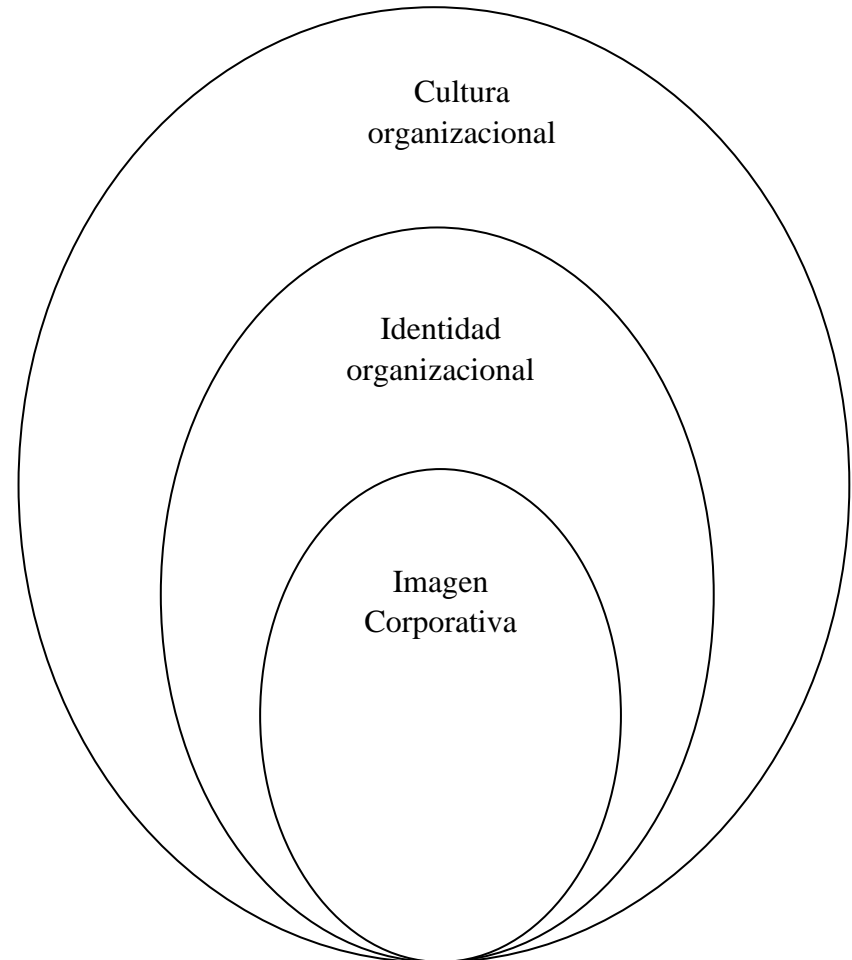 Cultura
organizacional
Identidad
organizacional
Imagen
Corporativa